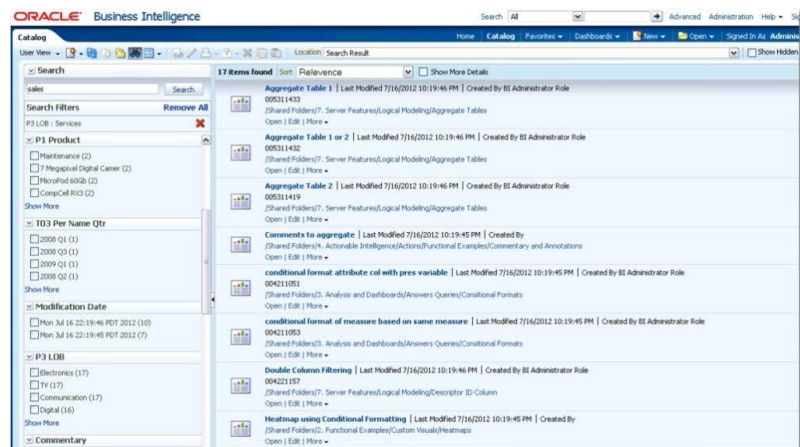 ORACLE Business Intelligence
Search All Advanced Administration Help
Catalog
Home Catalog Favorites Dashboards New Open Signed In As Adminis
User View
Location Search Result
Show Hidden
Search
sales Search
Search Filters Remove All
P3 LOB : Services
P1 Product
Maintenance (2)
7 Megapixel Digital Camer (2)
MicroPod 60Gb (2)
CompCell RX3 (2)
Show More
T03 Per Name Qtr
2008 Q1 (1)
2008 Q3 (1)
2009 Q1 (1)
2008 Q2 (1)
Show More
Modification Date
Mon Jul 16 22:19:46 PDT 2012 (10)
Mon Jul 16 22:19:45 PDT 2012 (7)
P3 LOB
Electronics (17)
TV (17)
Communication (17)
Digital (16)
Show More
Commentary
17 items found Sort Relevence Show More Details
Aggregate Table 1 | Last Modified 7/16/2012 10:19:46 PM | Created By BI Administrator Role
005311433
/Shared Folders/7. Server Features/Logical Modeling/Aggregate Tables
Open | Edit | More
Aggregate Table 1 or 2 | Last Modified 7/16/2012 10:19:46 PM | Created By BI Administrator Role
005311432
/Shared Folders/7. Server Features/Logical Modeling/Aggregate Tables
Open | Edit | More
Aggregate Table 2 | Last Modified 7/16/2012 10:19:46 PM | Created By BI Administrator Role
005311419
/Shared Folders/7. Server Features/Logical Modeling/Aggregate Tables
Open | Edit | More
Comments to aggregate | Last Modified 7/16/2012 10:19:45 PM | Created By
/Shared Folders/4. Actionable Intelligence/Actions/Functional Examples/Commentary and Annotations
Open | Edit | More
conditional format attribute col with pres variable | Last Modified 7/16/2012 10:19:45 PM | Created By BI Administrator Role
004211051
/Shared Folders/3. Analysis and Dashboards/Answers Queries/Consitional Formats
Open | Edit | More
conditional format of measure based on same measure | Last Modified 7/16/2012 10:19:45 PM | Created By BI Administrator Role
004211053
/Shared Folders/3. Analysis and Dashboards/Answers Queries/Consitional Formats
Open | Edit | More
Double Column Filtering | Last Modified 7/16/2012 10:19:46 PM | Created By BI Administrator Role
004221157
/Shared Folders/7. Server Features/Logical Modeling/Descriptor ID Column
Open | Edit | More
Heatmap using Conditional Formatting | Last Modified 7/16/2012 10:19:45 PM | Created By
/Shared Folders/2. Functional Examples/Custom Visuals/Heatmaps
Open | Edit | More